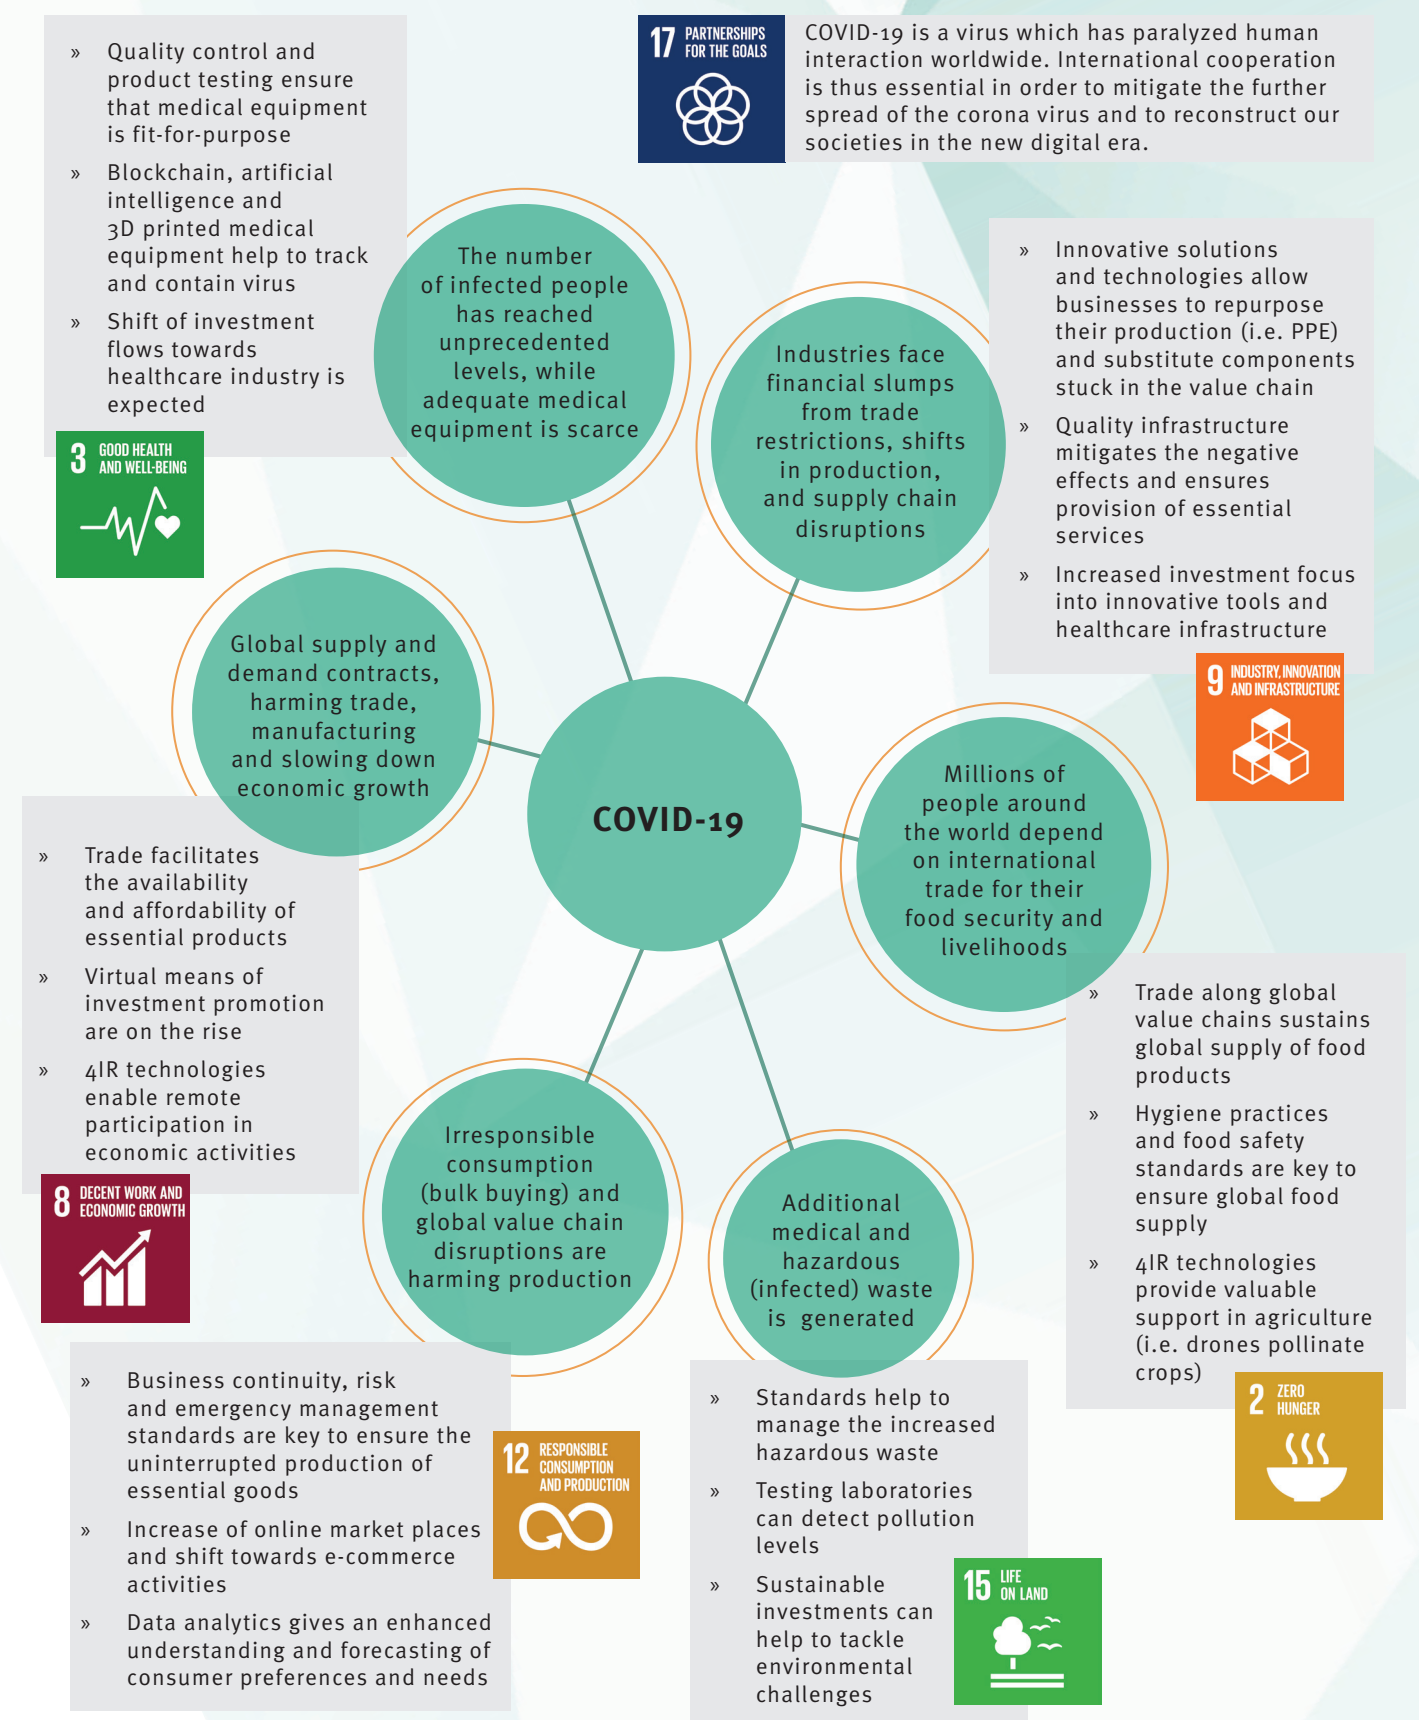 » Quality control and
product testing ensure
that medical equipment
is fit-for-purpose
» Blockchain, artificial
intelligence and
3D printed medical
equipment help to track
and contain virus
» Shift of investment
flows towards
healthcare industry is
expected
3 GOOD HEALTH
AND WELL-BEING
17 PARTNERSHIPS
FOR THE GOALS
COVID-19 is a virus which has paralyzed human
interaction worldwide. International cooperation
is thus essential in order to mitigate the further
spread of the corona virus and to reconstruct our
societies in the new digital era.
The number
of infected people
has reached
unprecedented
levels, while
adequate medical
equipment is scarce
Industries face
financial slumps
from trade
restrictions, shifts
in production,
and supply chain
disruptions
» Innovative solutions
and technologies allow
businesses to repurpose
their production (i.e. PPE)
and substitute components
stuck in the value chain
» Quality infrastructure
mitigates the negative
effects and ensures
provision of essential
services
» Increased investment focus
into innovative tools and
healthcare infrastructure
9 INDUSTRY, INNOVATION
AND INFRASTRUCTURE
Global supply and
demand contracts,
harming trade,
manufacturing
and slowing down
economic growth
COVID-19
Millions of
people around
the world depend
on international
trade for their
food security and
livelihoods
» Trade facilitates
the availability
and affordability of
essential products
» Virtual means of
investment promotion
are on the rise
» 4IR technologies
enable remote
participation in
economic activities
8 DECENT WORK AND
ECONOMIC GROWTH
» Trade along global
value chains sustains
global supply of food
products
» Hygiene practices
and food safety
standards are key to
ensure global food
supply
» 4IR technologies
provide valuable
support in agriculture
(i.e. drones pollinate
crops)
2 ZERO
HUNGER
Irresponsible
consumption
(bulk buying) and
global value chain
disruptions are
harming production
Additional
medical and
hazardous
(infected) waste
is generated
» Business continuity, risk
and emergency management
standards are key to ensure the
uninterrupted production of
essential goods
» Increase of online market places
and shift towards e-commerce
activities
» Data analytics gives an enhanced
understanding and forecasting of
consumer preferences and needs
12 RESPONSIBLE
CONSUMPTION
AND PRODUCTION
» Standards help to
manage the increased
hazardous waste
» Testing laboratories
can detect pollution
levels
» Sustainable
investments can
help to tackle
environmental
challenges
15 LIFE
ON LAND